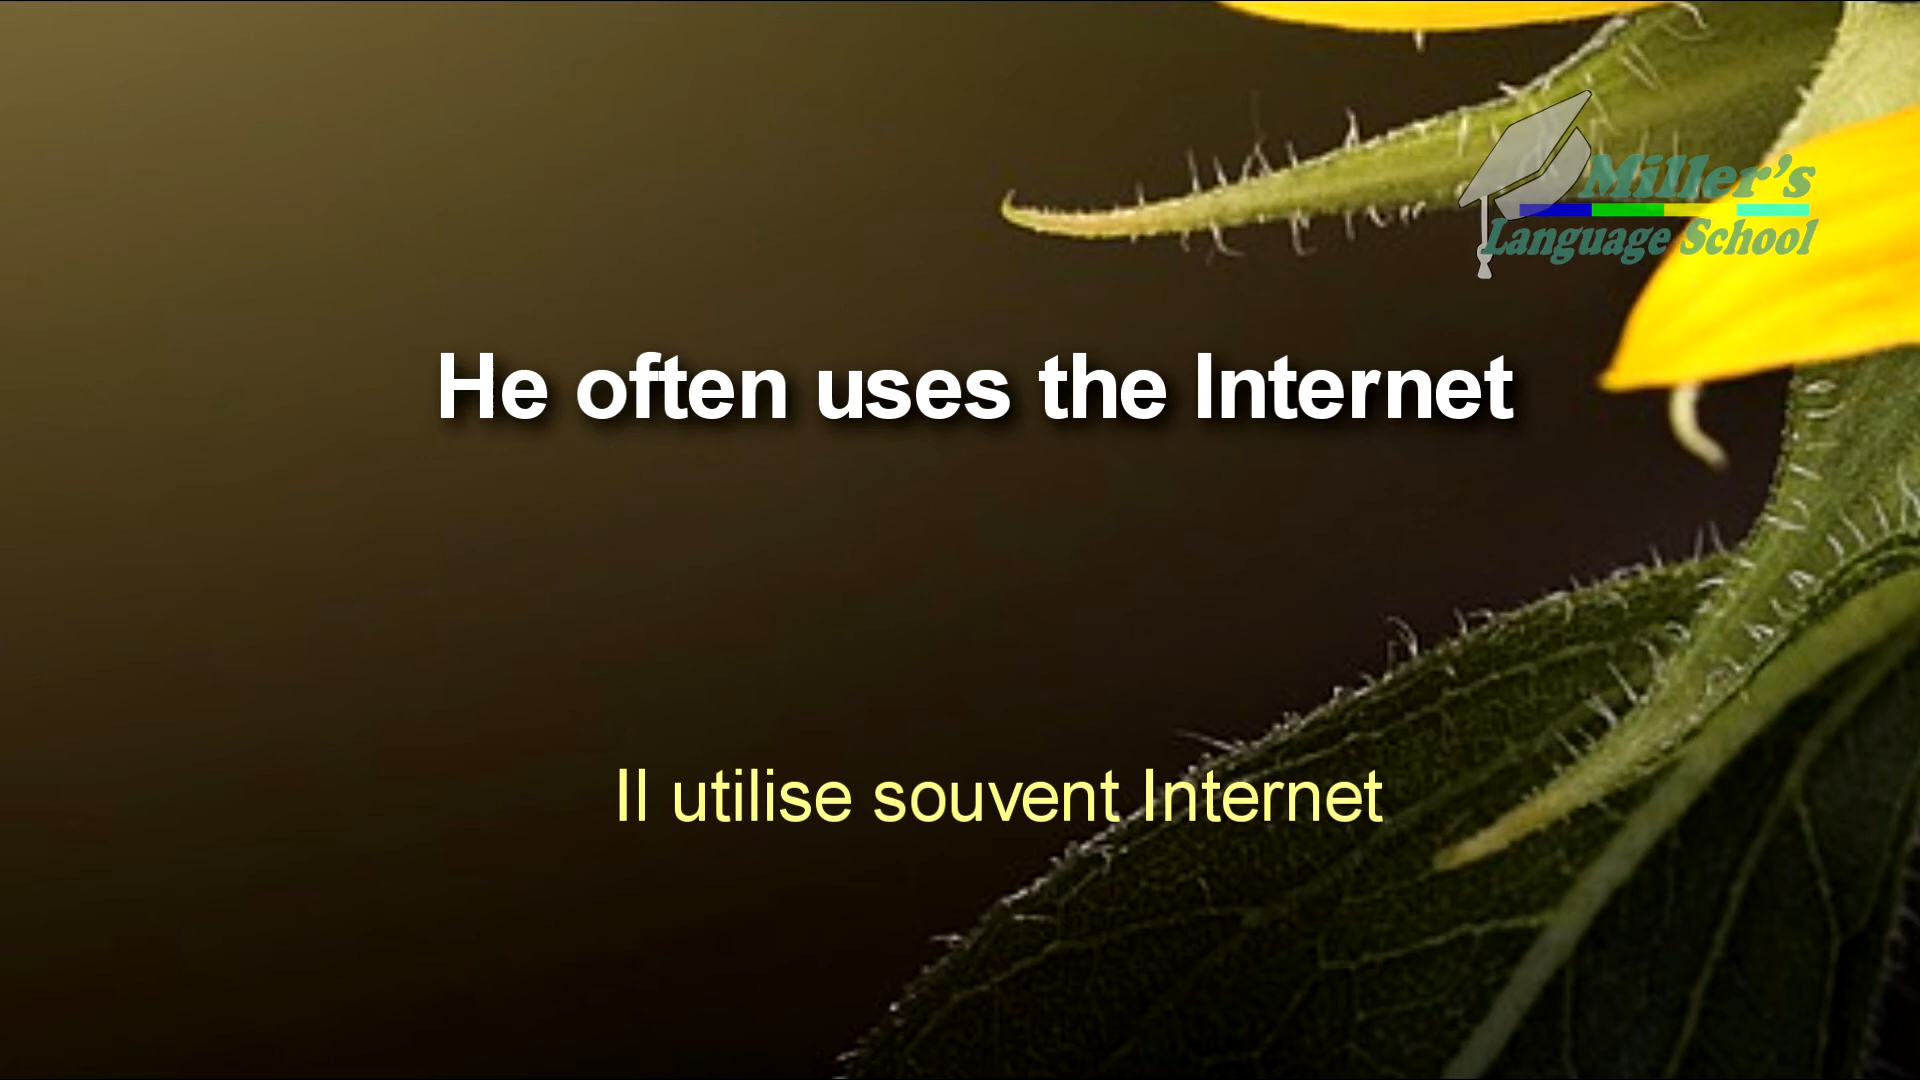 Miller's
Language School
He often uses the Internet
Il utilise souvent Internet